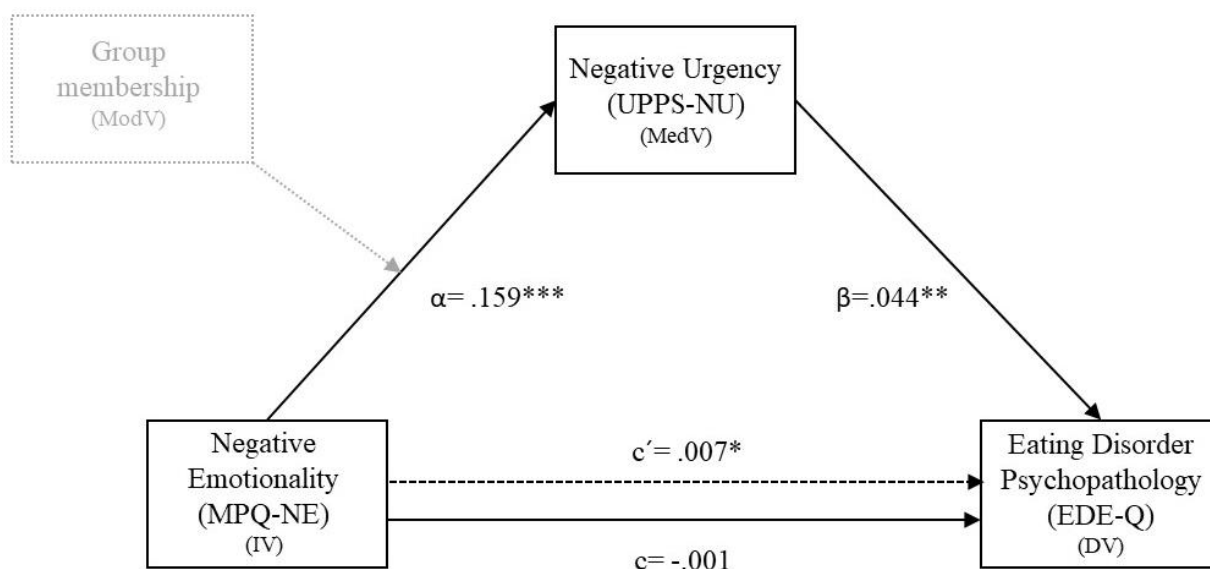 Group
membership
(ModV)
Negative Urgency
(UPPS-NU)
(MedV)
α= .159***
β=.044**
Negative
Emotionality
(MPQ-NE)
(IV)
c´= .007*
c= -.001
Eating Disorder
Psychopathology
(EDE-Q)
(DV)